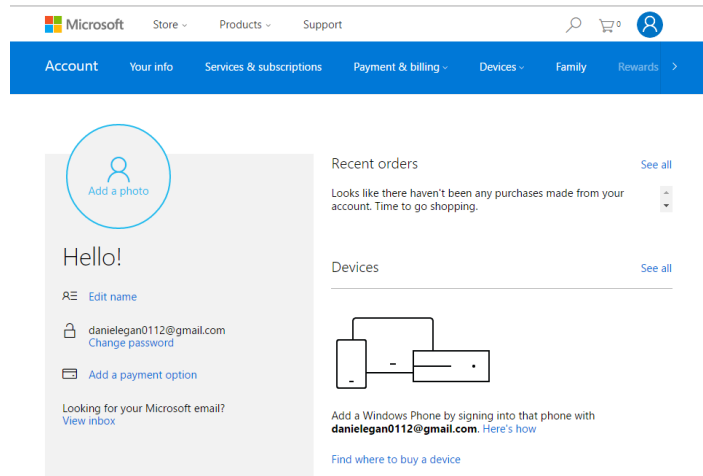 Microsoft Store Products Support 0
Account Your info Services & subscriptions Payment & billing Devices Family Rewards
Add a photo
Hello!
Edit name
danielegan0112@gmail.com
Change password
Add a payment option
Looking for your Microsoft email?
View inbox
Recent orders See all
Looks like there haven't been any purchases made from your
account. Time to go shopping.
Devices See all
Add a Windows Phone by signing into that phone with
danielegan0112@gmail.com. Here's how
Find where to buy a device